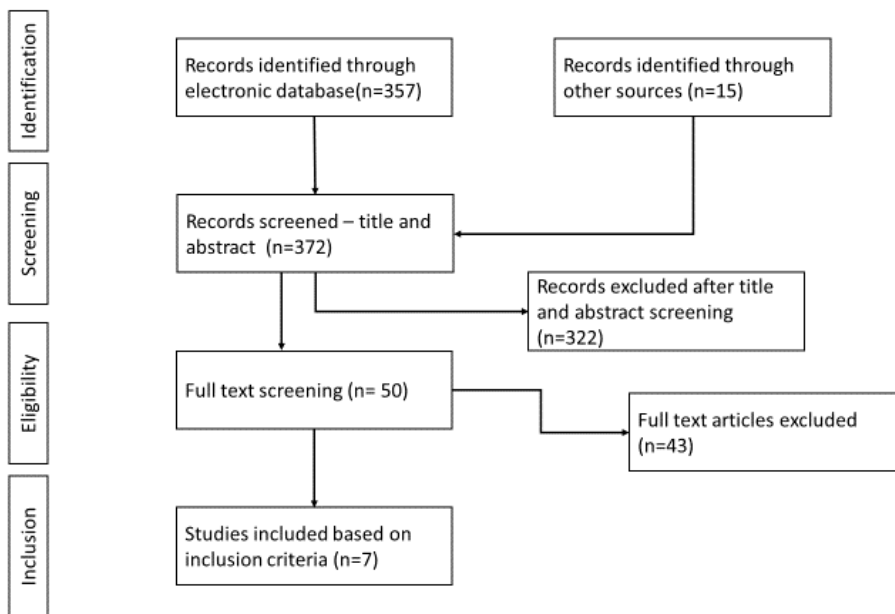 Identification
Records identified through
electronic database(n=357)
Records identified through
other sources (n=15)
Screening
Records screened – title and
abstract  (n=372)
Records excluded after title
and abstract screening
(n=322)
Eligibility
Full text screening (n= 50)
Full text articles excluded
(n=43)
Inclusion
Studies included based on
inclusion criteria (n=7)